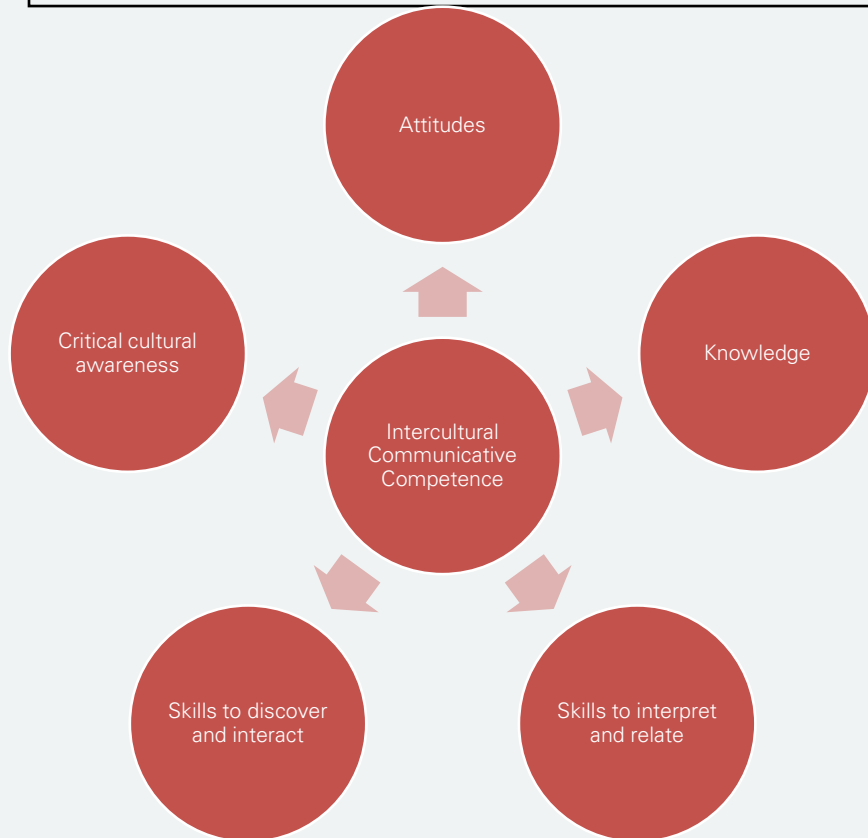 Attitudes
Critical cultural
awareness
Knowledge
Intercultural
Communicative
Competence
Skills to discover
and interact
Skills to interpret
and relate